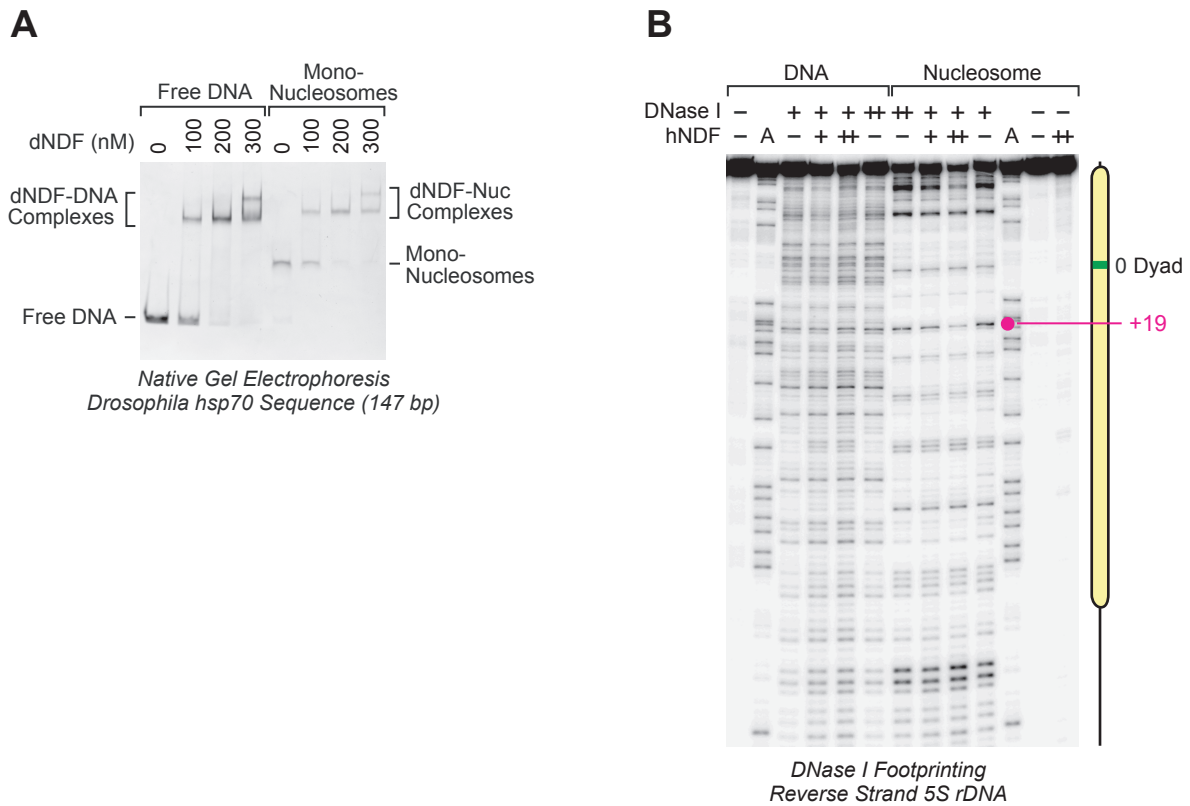 A
Free DNA
Mono-
Nucleosomes
dNDF (nM)
0
100
200
300
0
100
200
300
dNDF-DNA
Complexes
dNDF-Nuc
Complexes
Mono-
Nucleosomes
Free DNA
Native Gel Electrophoresis
Drosophila hsp70 Sequence (147 bp)
B
DNA
Nucleosome
DNase I – + + + ++ ++ + + + – –
hNDF – A – + ++ – – + ++ – A – ++
0 Dyad
+19
DNase I Footprinting
Reverse Strand 5S rDNA